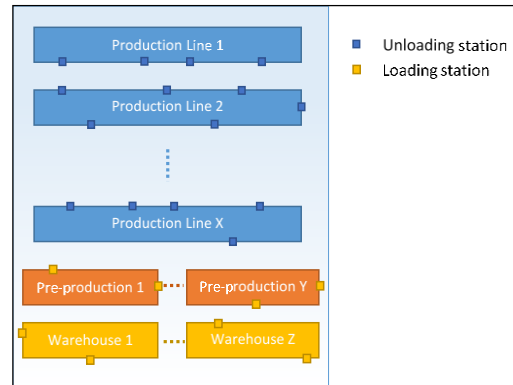 Production Line 1
Unloading station
Loading station
Production Line 2
Production Line X
Pre-production 1
Pre-production Y
Warehouse 1
Warehouse Z